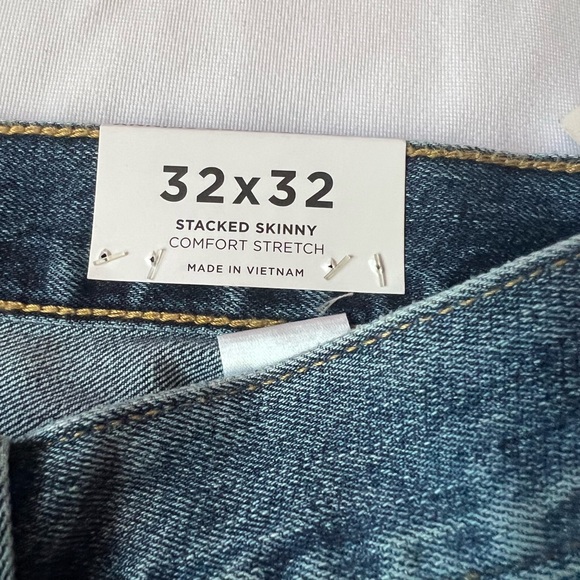 32x32
STACKED SKINNY
COMFORT STRETCH
MADE IN VIETNAM